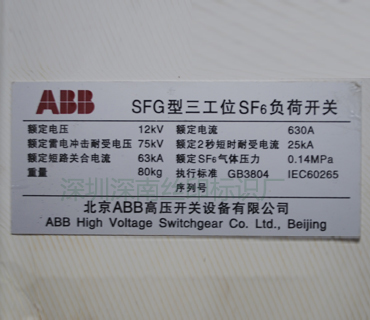 ABB SFG型三工位SF6负荷开关
额定电压 12kV 额定电流 630A
额定雷电冲击耐受电压 75kV 额定2秒短时耐受电流 25kA
额定短路关合电流 63kA 额定SF6气体压力 0.14MPa
重量 80kg 执行标准 GB3804 IEC60265
序列号
北京ABB高压开关设备有限公司
ABB High Voltage Switchgear Co. Ltd., Beijing